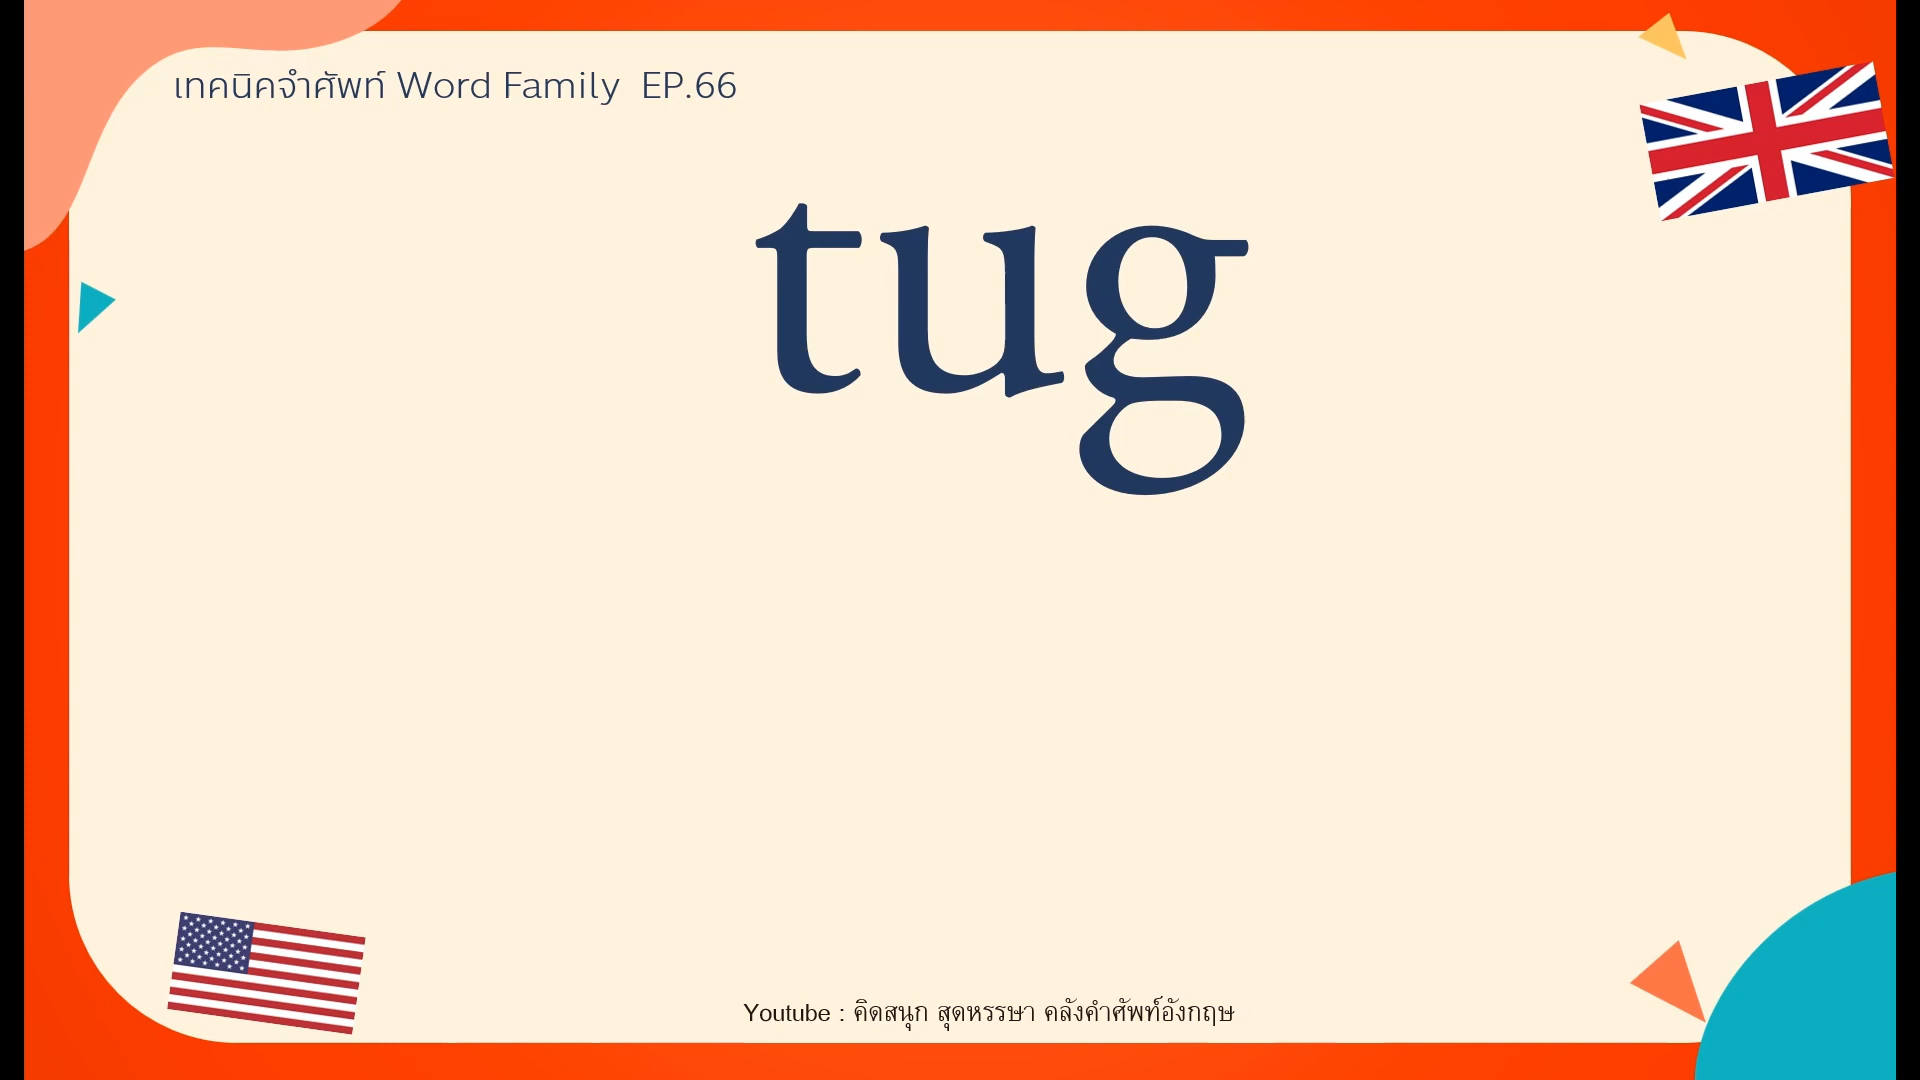 เทคนิคจำศัพท์ Word Family EP.66
tug
Youtube : คิดสนุก สุดหรรษา คลังคำศัพท์อังกฤษ